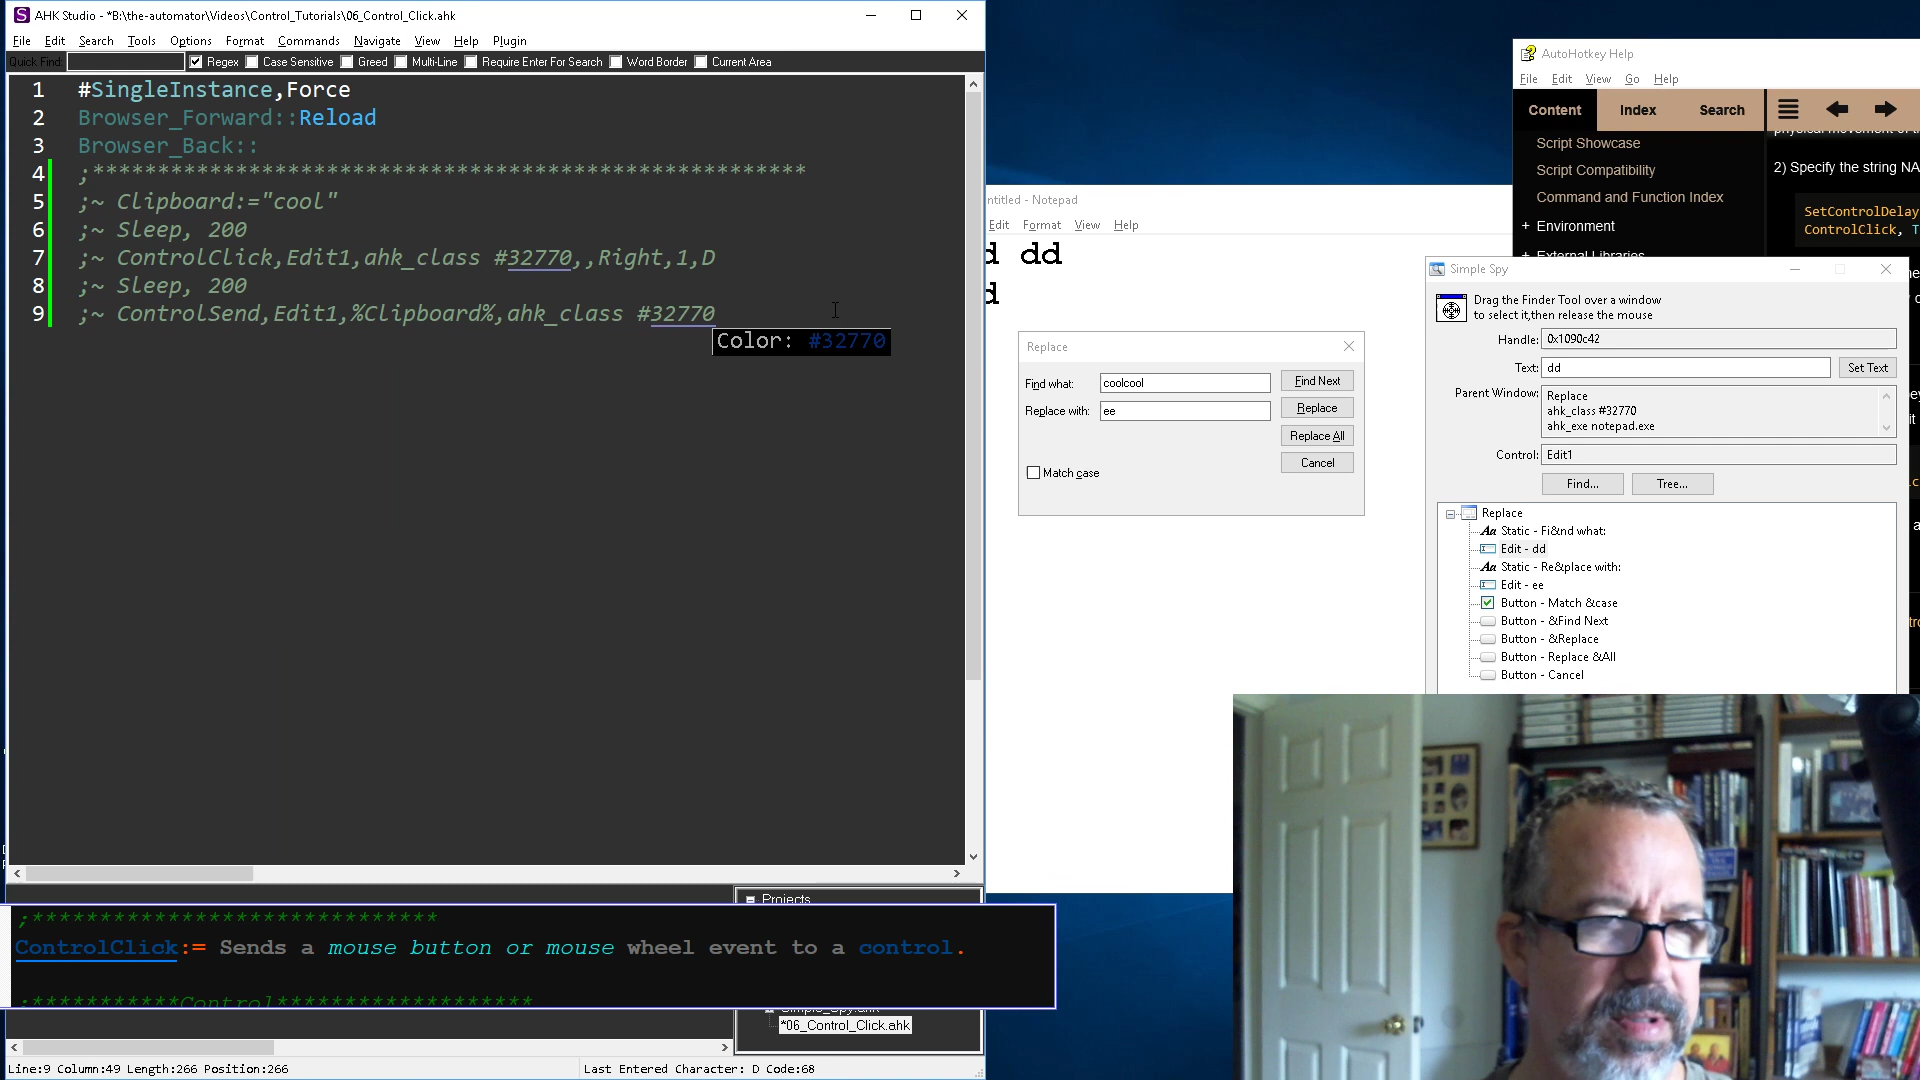 AHK Studio - *B:\the-automator\Videos\Control_Tutorials\06_Control_Click.ahk
File Edit Search Tools Options Format Commands Navigate View Help Plugin
Quick Find: Regex Case Sensitive Greed Multi-Line Require Enter For Search Word Border Current Area
1 #SingleInstance,Force
2 Browser_Forward::Reload
3 Browser_Back::
4 ;*******************************************************
5 ;~ Clipboard:="cool"
6 ;~ Sleep, 200
7 ;~ ControlClick,Edit1,ahk_class #32770,,Right,1,D
8 ;~ Sleep, 200
9 ;~ ControlSend,Edit1,%Clipboard%,ahk_class #32770
Color: #32770
Projects
;******************************
ControlClick:= Sends a mouse button or mouse wheel event to a control.
;***********Control********************
*06_Control_Click.ahk
Line:9 Column:49 Length:266 Position:266
Last Entered Character: D Code:68
ntitled - Notepad
Edit Format View Help
d dd
d
Replace
Find what: coolcool
Find Next
Replace with: ee
Replace
Replace All
Cancel
Match case
AutoHotkey Help
File Edit View Go Help
Content Index Search
Script Showcase
Script Compatibility
Command and Function Index
+ Environment
External Libraries
2) Specify the string NA
SetControlDelay
ControlClick, T
Simple Spy
Drag the Finder Tool over a window
to select it,then release the mouse
Handle: 0x1090c42
Text: dd
Set Text
Parent Window: Replace
ahk_class #32770
ahk_exe notepad.exe
Control: Edit1
Find... Tree...
Replace
Static - Fi&nd what:
Edit - dd
Static - Re&place with:
Edit - ee
Button - Match &case
Button - &Find Next
Button - &Replace
Button - Replace &All
Button - Cancel